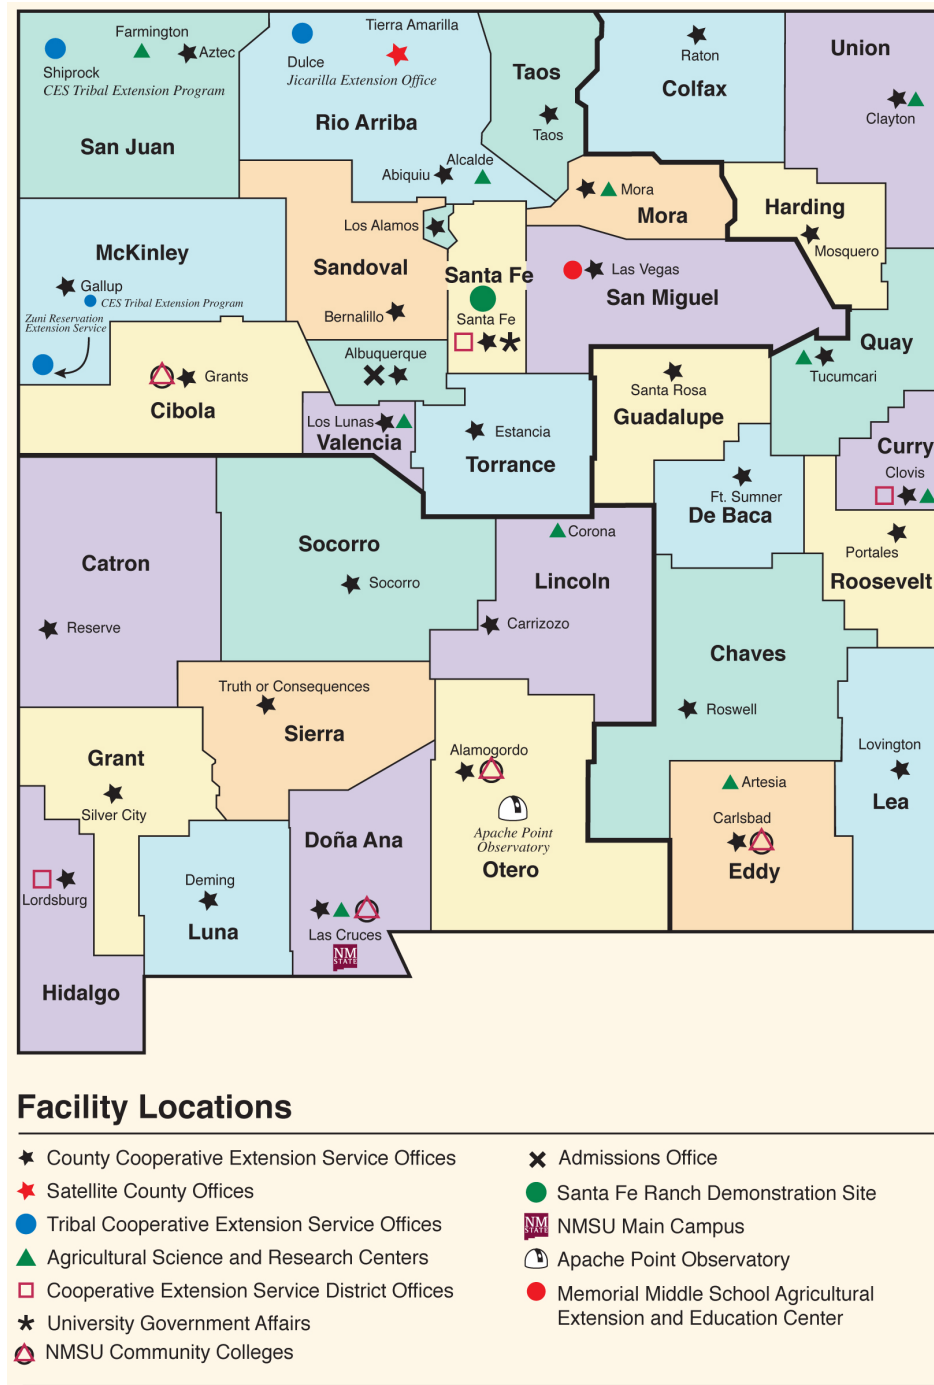 Farmington
Aztec
Shiprock
CES Tribal Extension Program
San Juan
Tierra Amarilla
Dulce
Jicarilla Extension Office
Rio Arriba
Abiquiu
Alcalde
Taos
Taos
Raton
Colfax
Union
Clayton
Mora
Mora
Harding
Mosquero
McKinley
Gallup
CES Tribal Extension Program
Zuni Reservation
Extension Service
Los Alamos
Sandoval
Bernalillo
Santa Fe
Santa Fe
Las Vegas
San Miguel
Quay
Tucumcari
Albuquerque
Grants
Cibola
Los Lunas
Valencia
Estancia
Torrance
Santa Rosa
Guadalupe
Curry
Clovis
Ft. Sumner
De Baca
Portales
Roosevelt
Catron
Reserve
Socorro
Socorro
Corona
Lincoln
Carrizozo
Chaves
Roswell
Truth or Consequences
Sierra
Grant
Silver City
Alamogordo
Apache Point
Observatory
Otero
Lovington
Lea
Artesia
Carlsbad
Eddy
Doña Ana
Las Cruces
NM
STATE
Deming
Luna
Lordsburg
Hidalgo
Facility Locations
County Cooperative Extension Service Offices
Satellite County Offices
Tribal Cooperative Extension Service Offices
Agricultural Science and Research Centers
Cooperative Extension Service District Offices
University Government Affairs
NMSU Community Colleges
Admissions Office
Santa Fe Ranch Demonstration Site
NM
STATE
NMSU Main Campus
Apache Point Observatory
Memorial Middle School Agricultural
Extension and Education Center